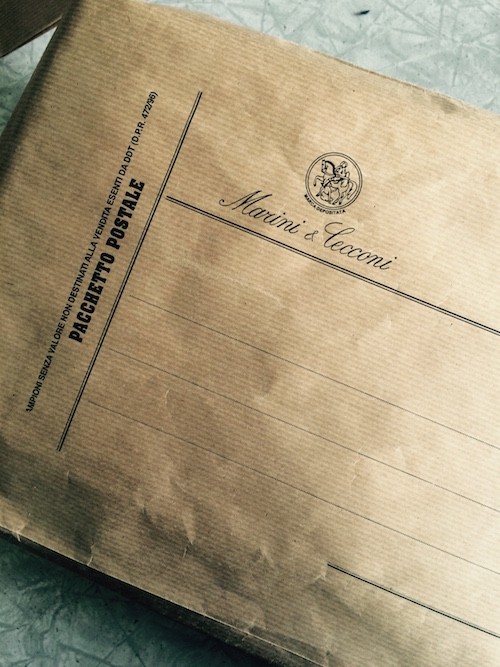 AMPIONI SENZA VALORE NON DESTINATI ALLA VENDITA ESENTI DA DDT (D.P.R. 472/96)
PACCHETTO POSTALE
MARCA DEPOSITATA
Marini & Cecconi